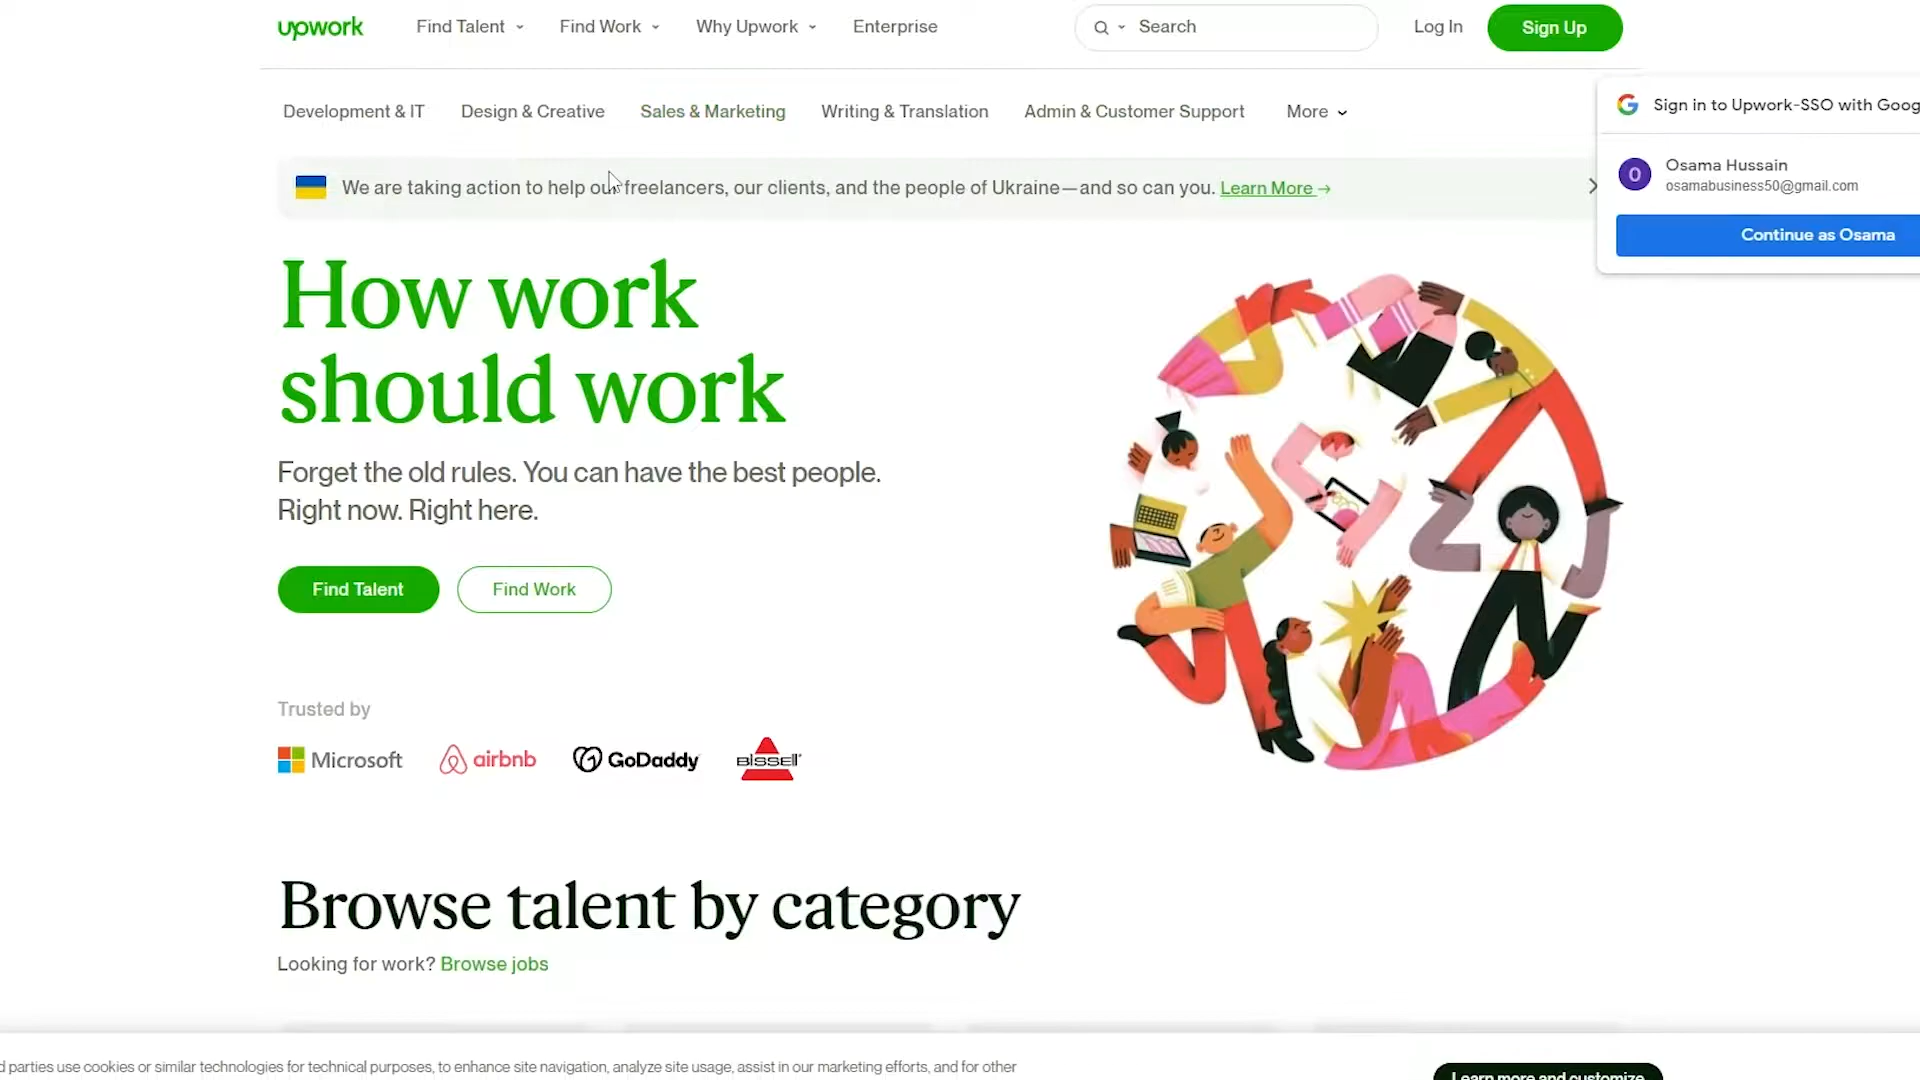 upwork
Find Talent
Find Work
Why Upwork
Enterprise
Search
Log In
Sign Up
Development & IT
Design & Creative
Sales & Marketing
Writing & Translation
Admin & Customer Support
More
Sign in to Upwork-SSO with Goog
O
Osama Hussain
osamabusiness50@gmail.com
Continue as Osama
We are taking action to help our freelancers, our clients, and the people of Ukraine—and so can you. Learn More →
How work
should work
Forget the old rules. You can have the best people.
Right now. Right here.
Find Talent
Find Work
Trusted by
Microsoft
airbnb
GoDaddy
BISSELL
Browse talent by category
Looking for work? Browse jobs
d parties use cookies or similar technologies for technical purposes, to enhance site navigation, analyze site usage, assist in our marketing efforts, and for other
Learn more and customize